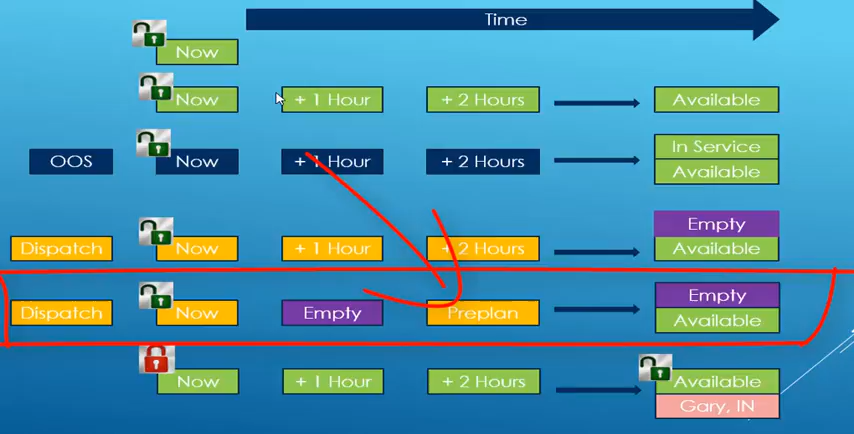 Time
Now
Now + 1 Hour + 2 Hours Available
OOS Now + 1 Hour + 2 Hours In Service
Available
Empty
Dispatch Now + 1 Hour + 2 Hours Available
Dispatch Now Empty Preplan Empty
Available
Now + 1 Hour + 2 Hours Available
Gary, IN